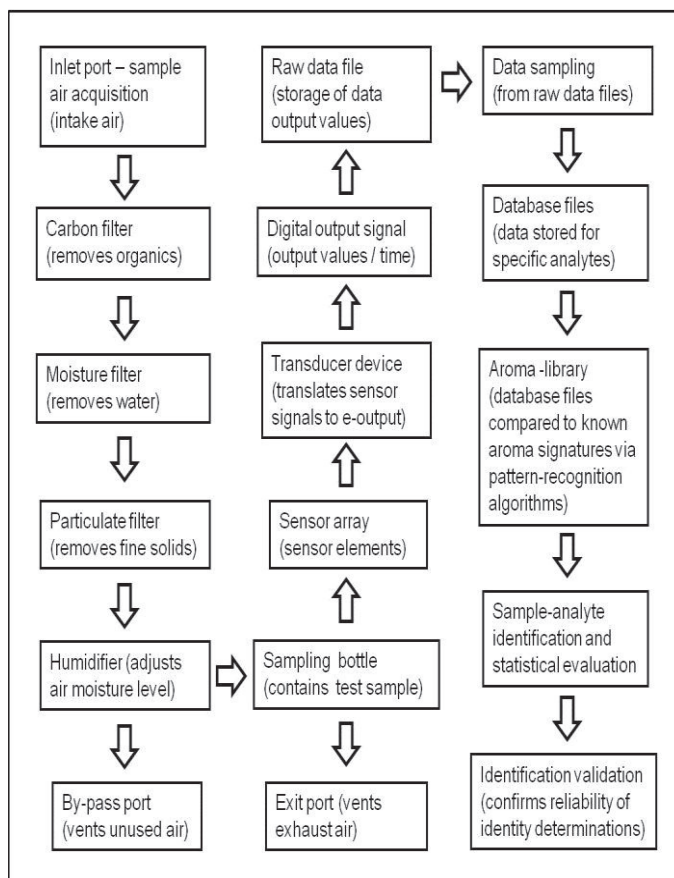 Inlet port – sample
air acquisition
(intake air)
Carbon filter
(removes organics)
Moisture filter
(removes water)
Particulate filter
(removes fine solids)
Humidifier (adjusts
air moisture level)
By-pass port
(vents unused air)
Raw data file
(storage of data
output values)
Digital output signal
(output values / time)
Transducer device
(translates sensor
signals to e-output)
Sensor array
(sensor elements)
Sampling bottle
(contains test sample)
Exit port (vents
exhaust air)
Data sampling
(from raw data files)
Database files
(data stored for
specific analytes)
Aroma -library
(database files
compared to known
aroma signatures via
pattern-recognition
algorithms)
Sample-analyte
identification and
statistical evaluation
Identification validation
(confirms reliability of
identity determinations)